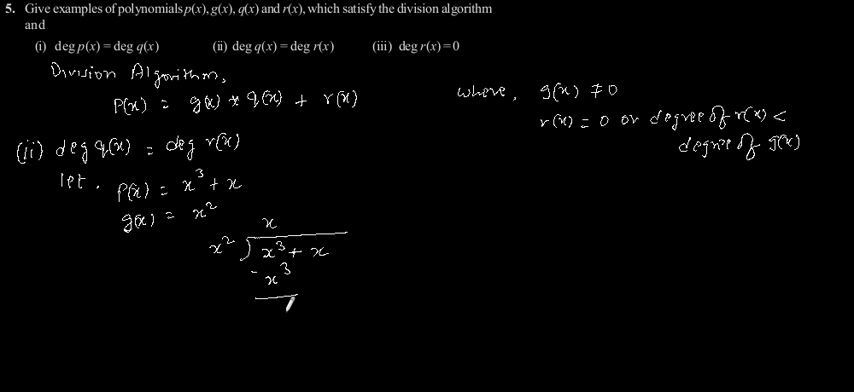 5. Give examples of polynomials p(x), g(x), q(x) and r(x), which satisfy the division algorithm
and
(i) deg p(x) = deg q(x) (ii) deg q(x) = deg r(x) (iii) deg r(x) = 0
Division Algorithm,
P(x) = g(x) * q(x) + r(x)
where, g(x) ≠ 0
r(x) = 0 or degree of r(x) <
degree of g(x)
(ii) deg q(x) = deg r(x)
let. P(x) = x³ + x
g(x) = x²
x
x² ) x³ + x
- x³